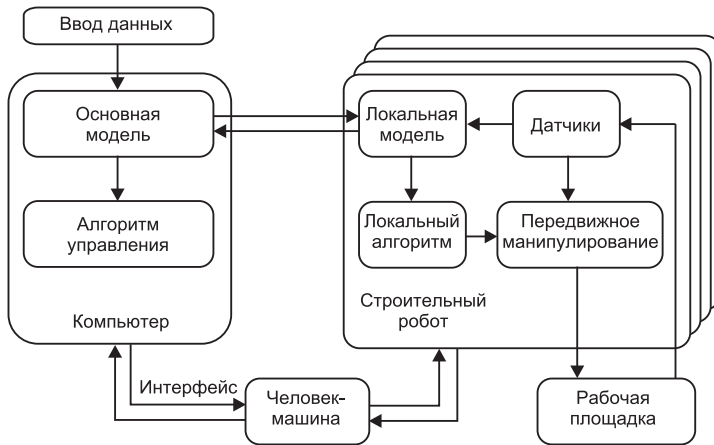 Ввод данных
Основная
модель
Алгоритм
управления
Компьютер
Локальная
модель
Датчики
Локальный
алгоритм
Передвижное
манипулирование
Строительный
робот
Интерфейс
Человек-
машина
Рабочая
площадка